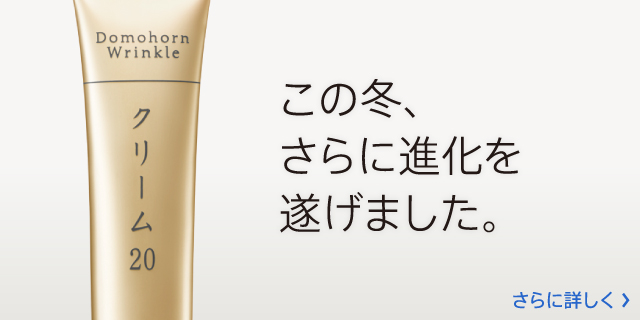 Domohorn
Wrinkle
クリーム20
この冬、
さらに進化を
遂げました。
さらに詳しく